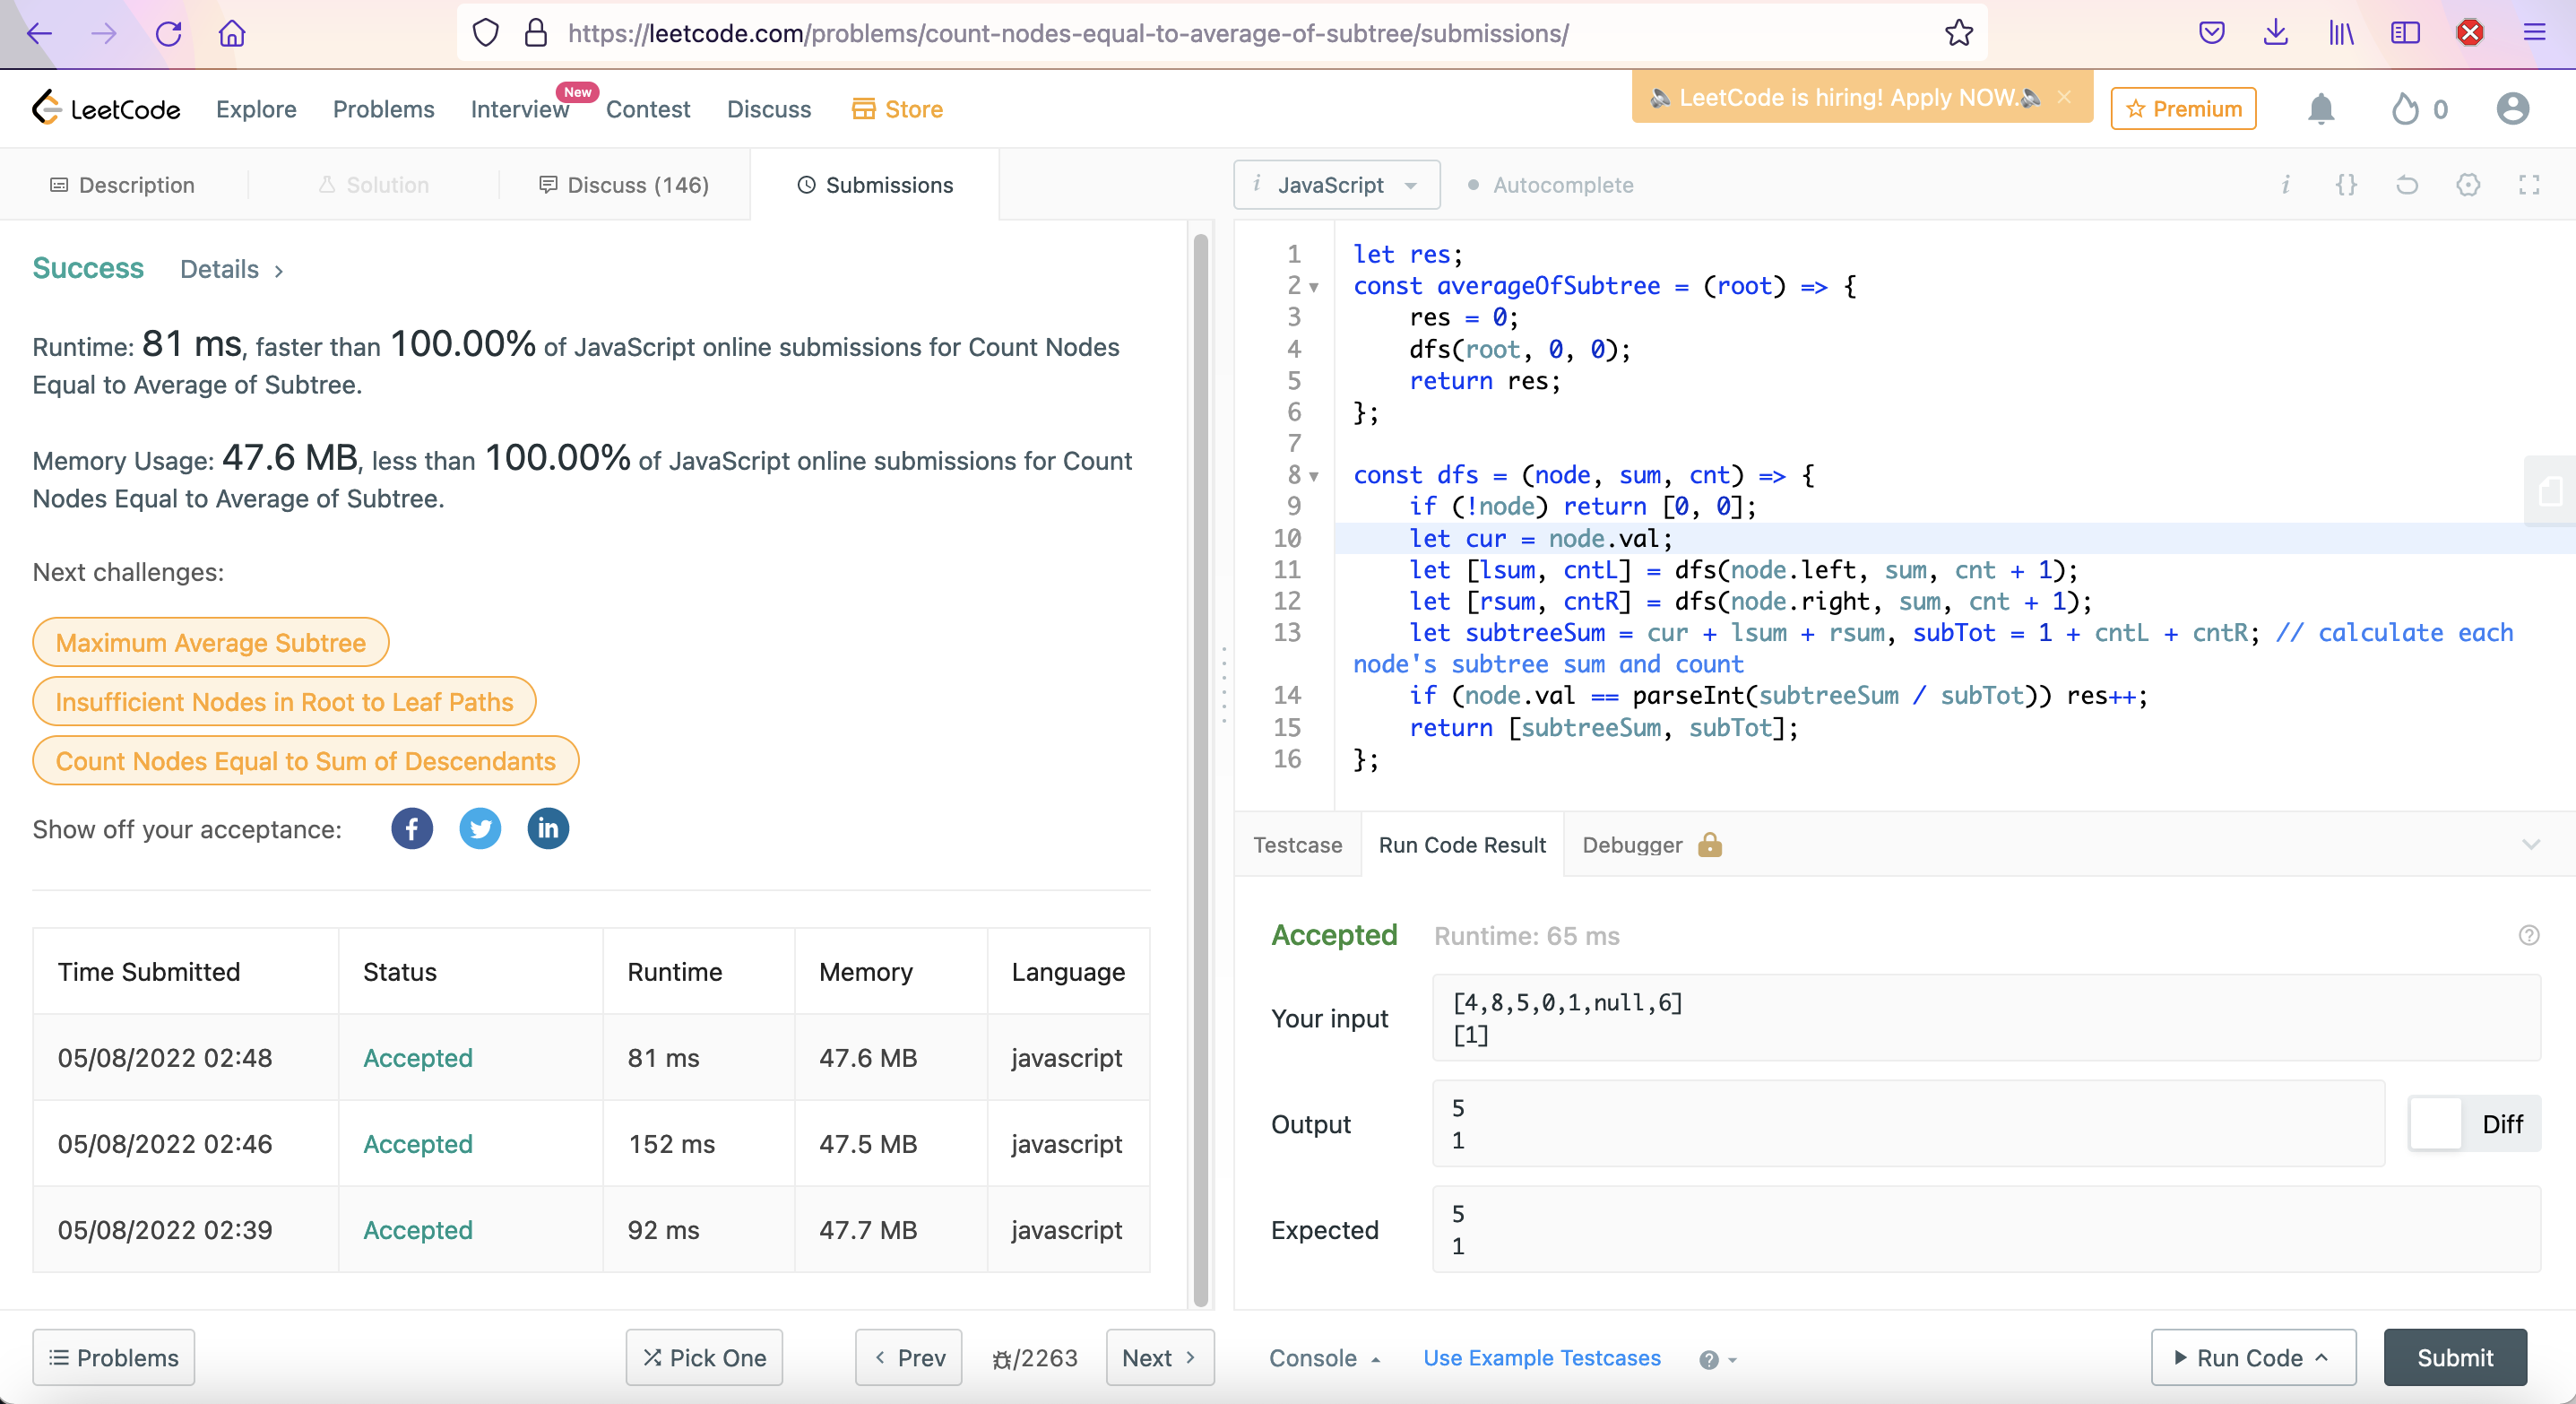 https://leetcode.com/problems/count-nodes-equal-to-average-of-subtree/submissions/
LeetCode
Explore
Problems
Interview
New
Contest
Discuss
Store
LeetCode is hiring! Apply NOW.
Premium
0
Description
Solution
Discuss (146)
Submissions
JavaScript
Autocomplete
Success Details
Runtime: 81 ms, faster than 100.00% of JavaScript online submissions for Count Nodes
Equal to Average of Subtree.
Memory Usage: 47.6 MB, less than 100.00% of JavaScript online submissions for Count
Nodes Equal to Average of Subtree.
Next challenges:
Maximum Average Subtree
Insufficient Nodes in Root to Leaf Paths
Count Nodes Equal to Sum of Descendants
Show off your acceptance:
Time Submitted Status Runtime Memory Language
05/08/2022 02:48 Accepted 81 ms 47.6 MB javascript
05/08/2022 02:46 Accepted 152 ms 47.5 MB javascript
05/08/2022 02:39 Accepted 92 ms 47.7 MB javascript
Problems
Pick One
Prev
/2263
Next
1 let res;
2 const averageOfSubtree = (root) => {
3 res = 0;
4 dfs(root, 0, 0);
5 return res;
6 };
7
8 const dfs = (node, sum, cnt) => {
9 if (!node) return [0, 0];
10 let cur = node.val;
11 let [lsum, cntL] = dfs(node.left, sum, cnt + 1);
12 let [rsum, cntR] = dfs(node.right, sum, cnt + 1);
13 let subtreeSum = cur + lsum + rsum, subTot = 1 + cntL + cntR; // calculate each
node's subtree sum and count
14 if (node.val == parseInt(subtreeSum / subTot)) res++;
15 return [subtreeSum, subTot];
16 };
Testcase
Run Code Result
Debugger
Accepted Runtime: 65 ms
Your input
[4,8,5,0,1,null,6]
[1]
Output
5
1
Diff
Expected
5
1
Console
Use Example Testcases
Run Code
Submit